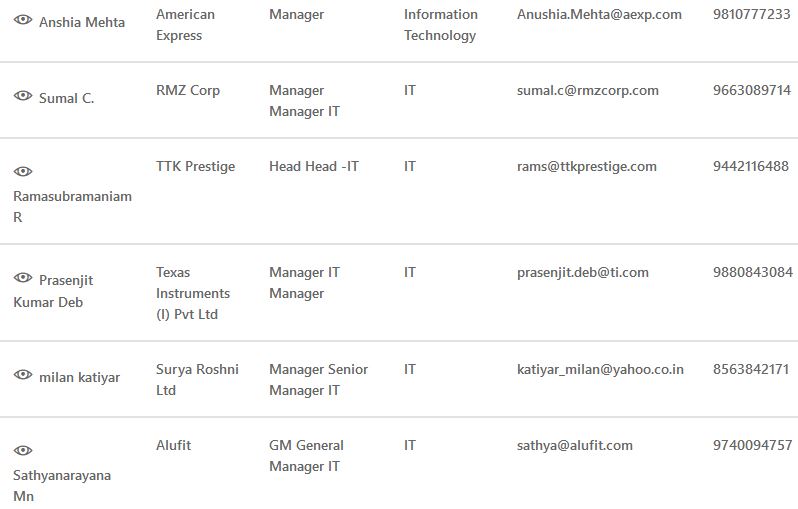 Anshia Mehta
American
Express
Manager
Information
Technology
Anushia.Mehta@aexp.com
9810777233
Sumal C.
RMZ Corp
Manager
Manager IT
IT
sumal.c@rmzcorp.com
9663089714
Ramasubramaniam
R
TTK Prestige
Head Head -IT
IT
rams@ttkprestige.com
9442116488
Prasenjit
Kumar Deb
Texas
Instruments
(I) Pvt Ltd
Manager IT
Manager
IT
prasenjit.deb@ti.com
9880843084
milan katiyar
Surya Roshni
Ltd
Manager Senior
Manager IT
IT
katiyar_milan@yahoo.co.in
8563842171
Sathyanarayana
Mn
Alufit
GM General
Manager IT
IT
sathya@alufit.com
9740094757